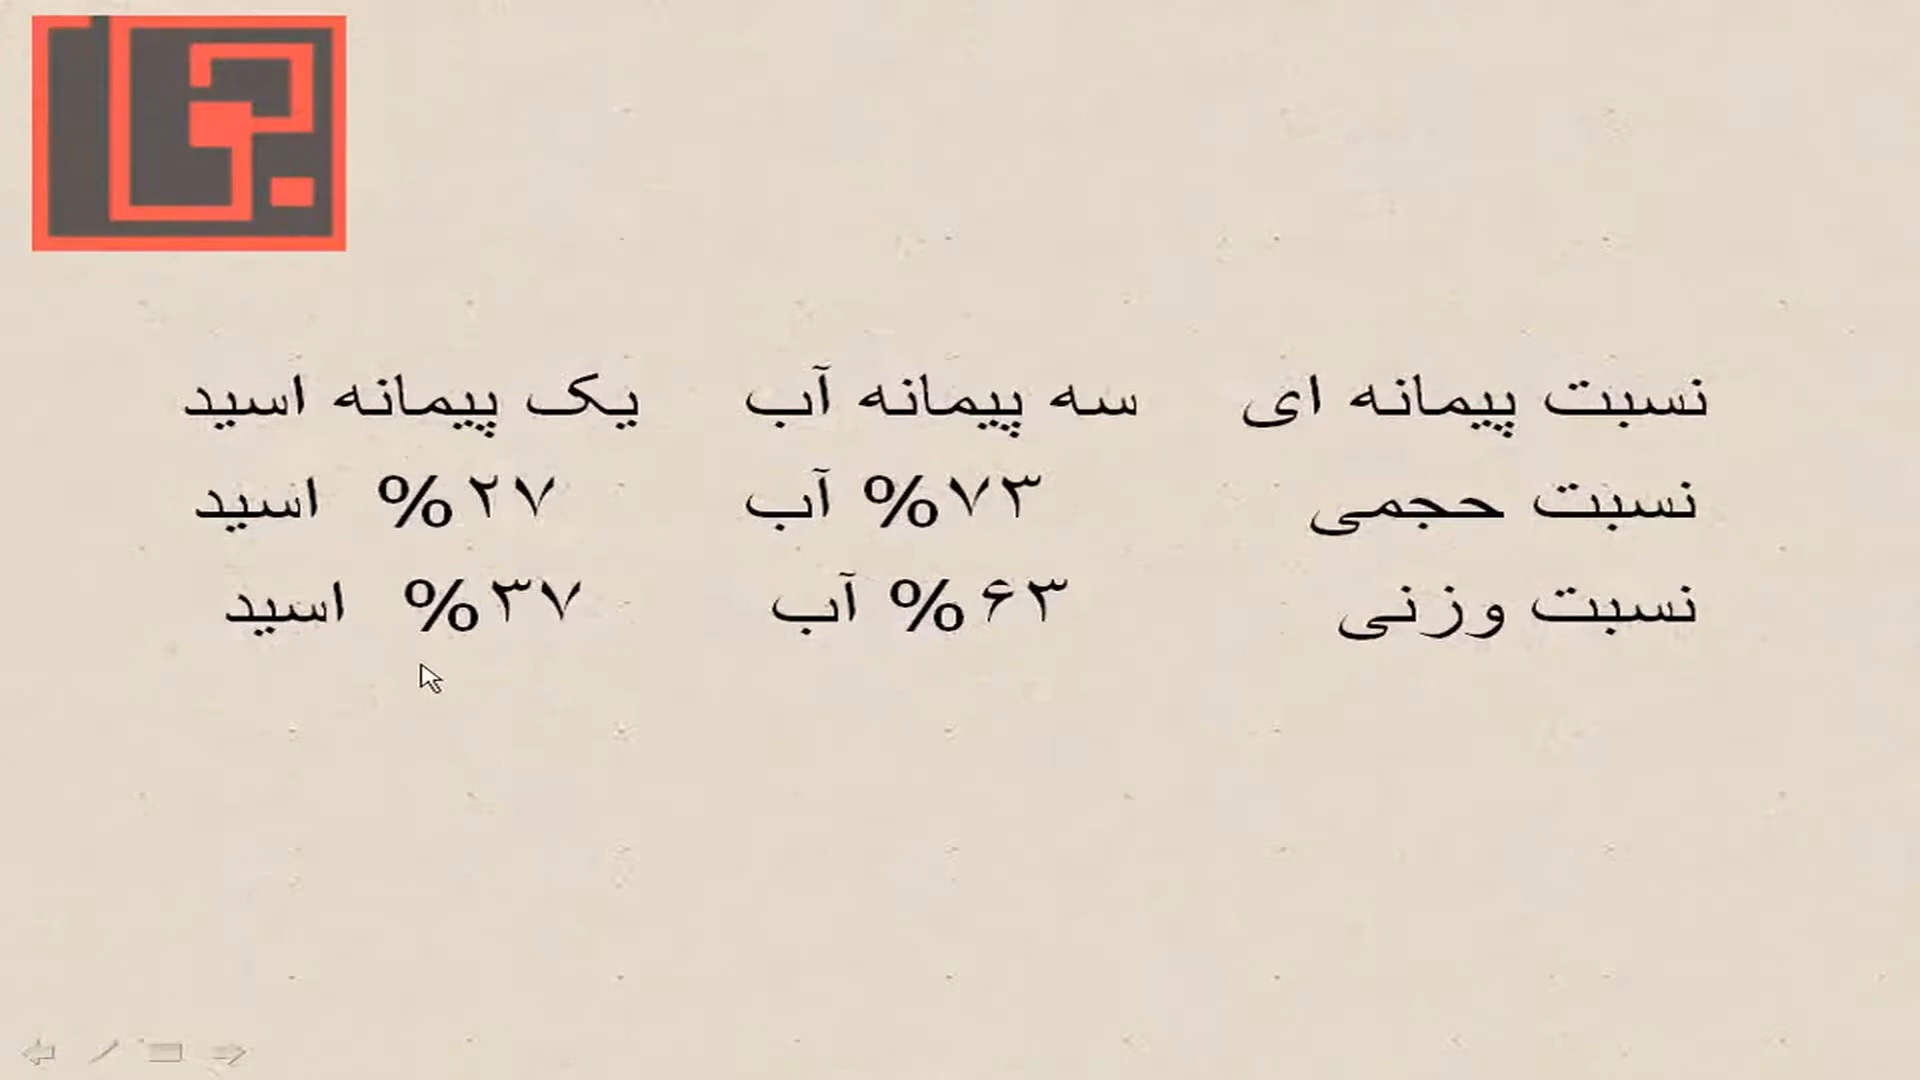 نسبت پیمانه ای سه پیمانه آب یک پیمانه اسید
نسبت حجمی ۷۳% آب ۲۷% اسید
نسبت وزنی ۶۳% آب ۳۷% اسید